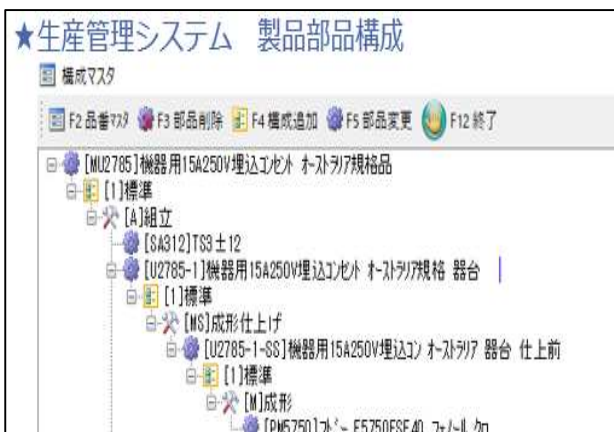 ★生産管理システム　製品部品構成
構成マスタ
F2 品番マスタ F3 部品削除 F4 構成追加 F5 部品変更 F12 終了
[MU2785]機器用15A250V埋込コンセント オーストラリア規格品
[1]標準
[A]組立
[SA312]TS3±12
[U2785-1]機器用15A250V埋込コンセント オーストラリア規格 器台
[1]標準
[MS]成形仕上げ
[U2785-1-SS]機器用15A250V埋込コン オーストラリア 器台 仕上前
[1]標準
[M]成形